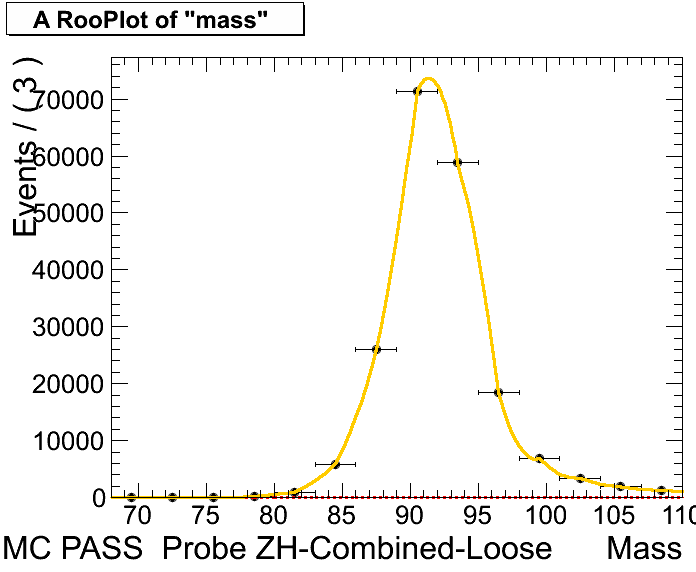 A RooPlot of "mass"
Events / ( 3 )
70000
60000
50000
40000
30000
20000
10000
0
70 75 80 85 90 95 100 105 110
MC PASS Probe ZH-Combined-Loose Mass